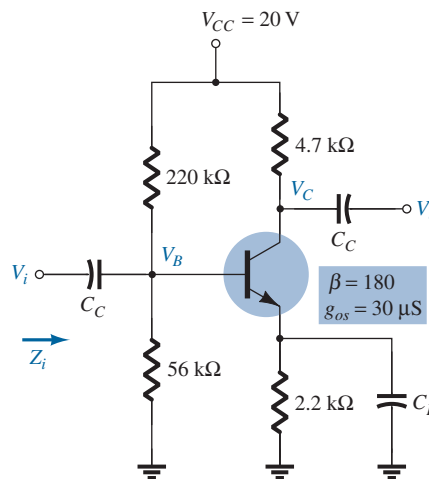 V_CC = 20 V
4.7 kΩ
220 kΩ
V_C
V
C_C
V_B
V_i
C_C
β = 180
g_os = 30 μS
Z_i
56 kΩ
2.2 kΩ
C